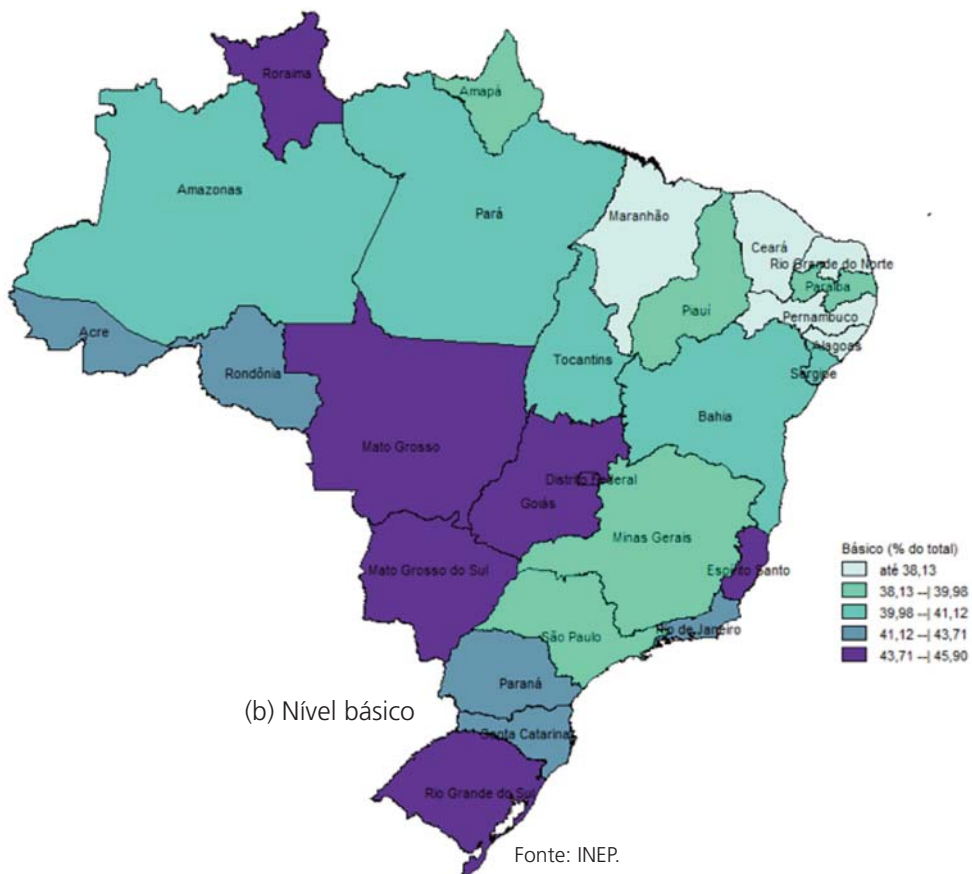 Roraima
Amapá
Amazonas
Pará
Maranhão
Ceará
Rio Grande do Norte
Paraíba
Piauí
Pernambuco
Alagoas
Acre
Rondônia
Tocantins
Sergipe
Bahia
Mato Grosso
Distrito Federal
Goiás
Minas Gerais
Mato Grosso do Sul
Espírito Santo
São Paulo
Rio de Janeiro
Paraná
Santa Catarina
Rio Grande do Sul
Básico (% do total)
até 38,13
38,13 --| 39,98
39,98 --| 41,12
41,12 --| 43,71
43,71 --| 45,90
(b) Nível básico
Fonte: INEP.